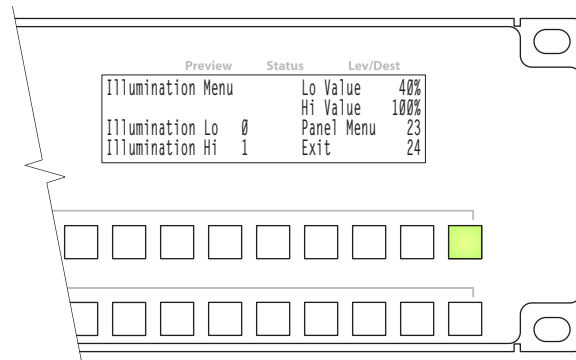 Preview Status Lev/Dest
Illumination Menu Lo Value 40%
Hi Value 100%
Illumination Lo 0 Panel Menu 23
Illumination Hi 1 Exit 24